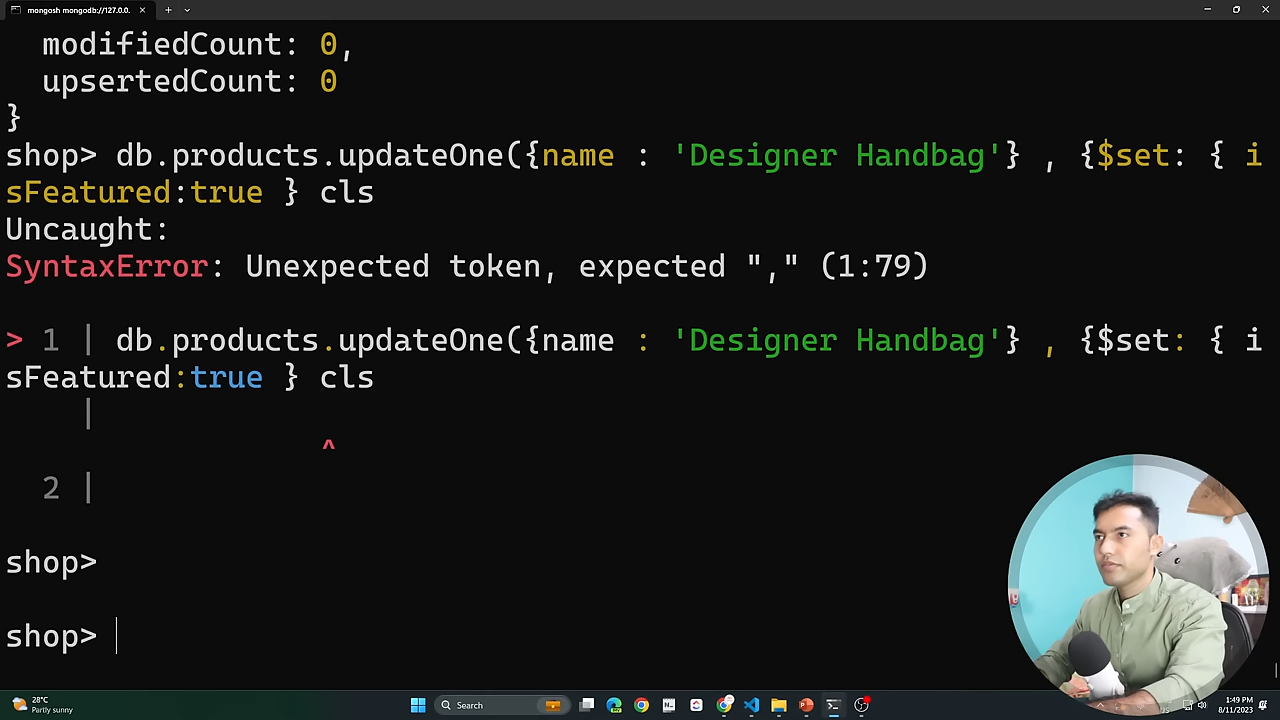 mongosh mongodb://127.0.0.
modifiedCount: 0,
upsertedCount: 0
}
shop> db.products.updateOne({name : 'Designer Handbag'} , {$set: { i
sFeatured:true } cls
Uncaught:
SyntaxError: Unexpected token, expected "," (1:79)
> 1 | db.products.updateOne({name : 'Designer Handbag'} , {$set: { i
sFeatured:true } cls
|
^
2 |
shop>
shop>
28°C
Partly sunny
Search
1:49 PM
8/11/2023